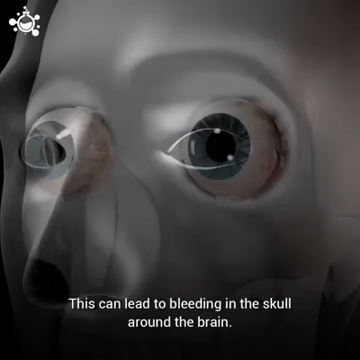 This can lead to bleeding in the skull
around the brain.